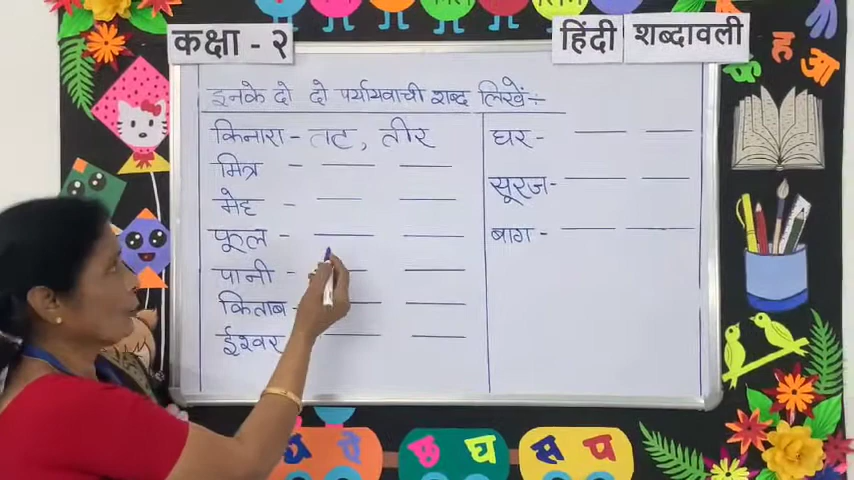 कक्षा - २
हिंदी शब्दावली
इनके दो दो पर्यायवाची शब्द लिखें÷
किनारा - तट, तीर
मित्र -
मेह -
फूल -
पानी -
किताब -
ईश्वर
घर -
सूरज -
बाग -
ह
आ
छ घ स प